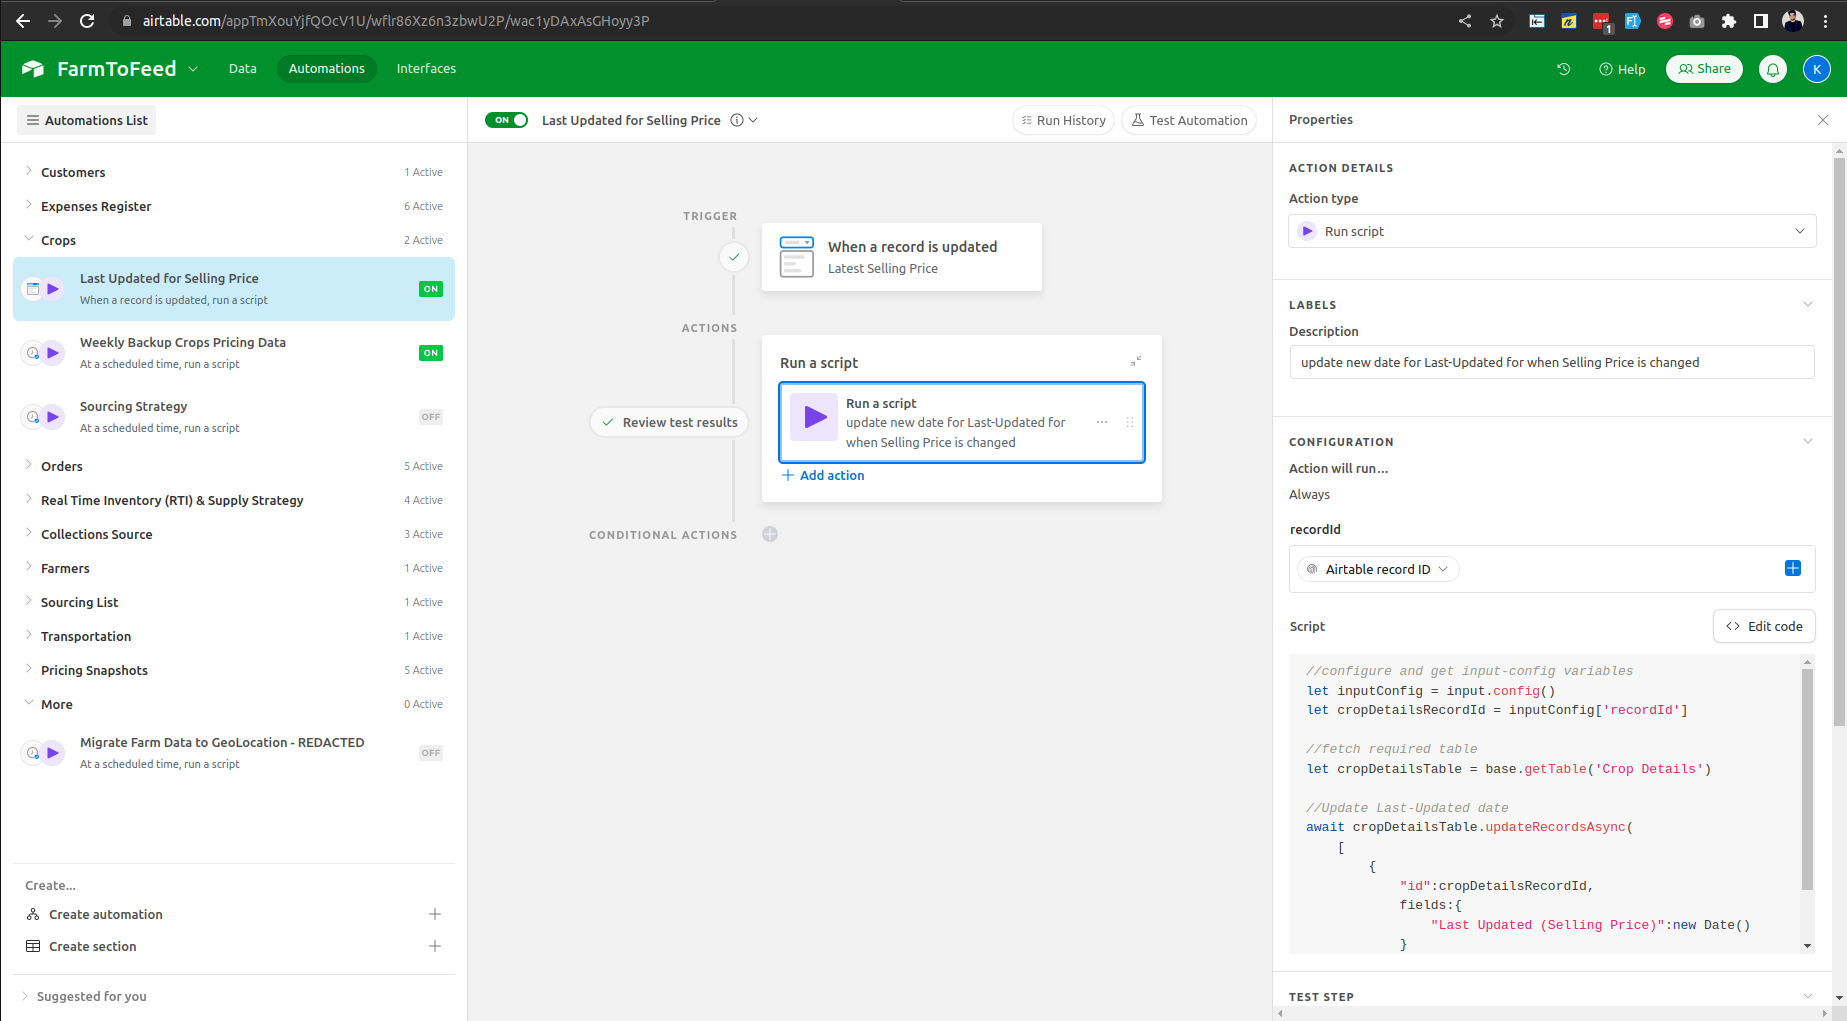 airtable.com/appTmXouYjfQOcV1U/wflr86Xz6n3zbwU2P/wac1yDAxAsGHoyy3P
1
FarmToFeed
Data
Automations
Interfaces
Help
Share
K
Automations List
Customers
1 Active
Expenses Register
6 Active
Crops
2 Active
Last Updated for Selling Price
When a record is updated, run a script
ON
Weekly Backup Crops Pricing Data
At a scheduled time, run a script
ON
Sourcing Strategy
At a scheduled time, run a script
OFF
Orders
5 Active
Real Time Inventory (RTI) & Supply Strategy
4 Active
Collections Source
3 Active
Farmers
1 Active
Sourcing List
1 Active
Transportation
1 Active
Pricing Snapshots
5 Active
More
0 Active
Migrate Farm Data to GeoLocation - REDACTED
At a scheduled time, run a script
OFF
Create...
Create automation
Create section
Suggested for you
ON
Last Updated for Selling Price
Run History
Test Automation
TRIGGER
When a record is updated
Latest Selling Price
ACTIONS
Run a script
Review test results
Run a script
update new date for Last-Updated for
when Selling Price is changed
Add action
CONDITIONAL ACTIONS
Properties
ACTION DETAILS
Action type
Run script
LABELS
Description
update new date for Last-Updated for when Selling Price is changed
CONFIGURATION
Action will run...
Always
recordId
Airtable record ID
Script
Edit code
//configure and get input-config variables
let inputConfig = input.config()
let cropDetailsRecordId = inputConfig['recordId']
//fetch required table
let cropDetailsTable = base.getTable('Crop Details')
//Update Last-Updated date
await cropDetailsTable.updateRecordsAsync(
[
{
"id":cropDetailsRecordId,
fields:{
"Last Updated (Selling Price)":new Date()
}
TEST STEP